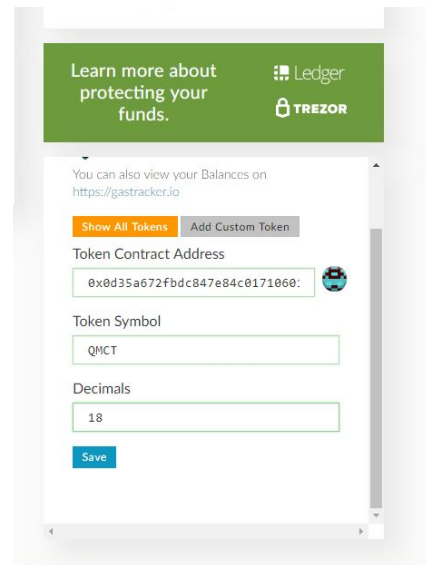 Learn more about
protecting your
funds.
Ledger
TREZOR
You can also view your Balances on
https://gastracker.io
Show All Tokens
Add Custom Token
Token Contract Address
0x0d35a672fbdc847e84c0171060:
Token Symbol
QMCT
Decimals
18
Save